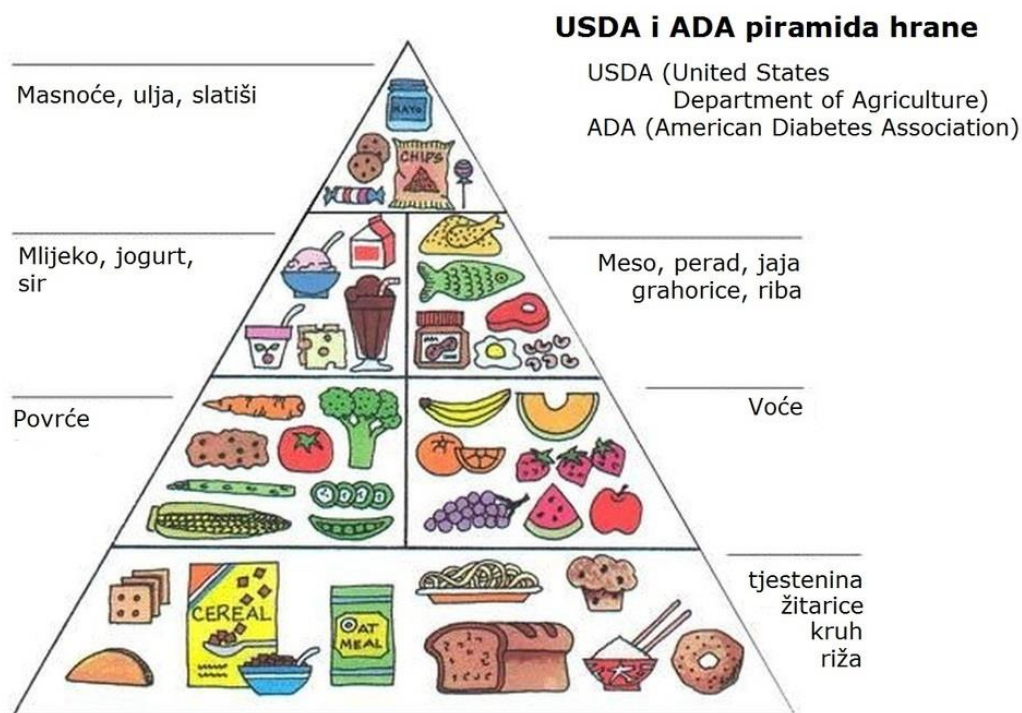 USDA i ADA piramida hrane
USDA (United States
Department of Agriculture)
ADA (American Diabetes Association)
Masnoće, ulja, slatiši
MAYO
CHIPS
Mlijeko, jogurt,
sir
Meso, perad, jaja
grahorice, riba
Povrće
Voće
tjestenina
žitarice
kruh
riža
CEREAL
OAT
MEAL